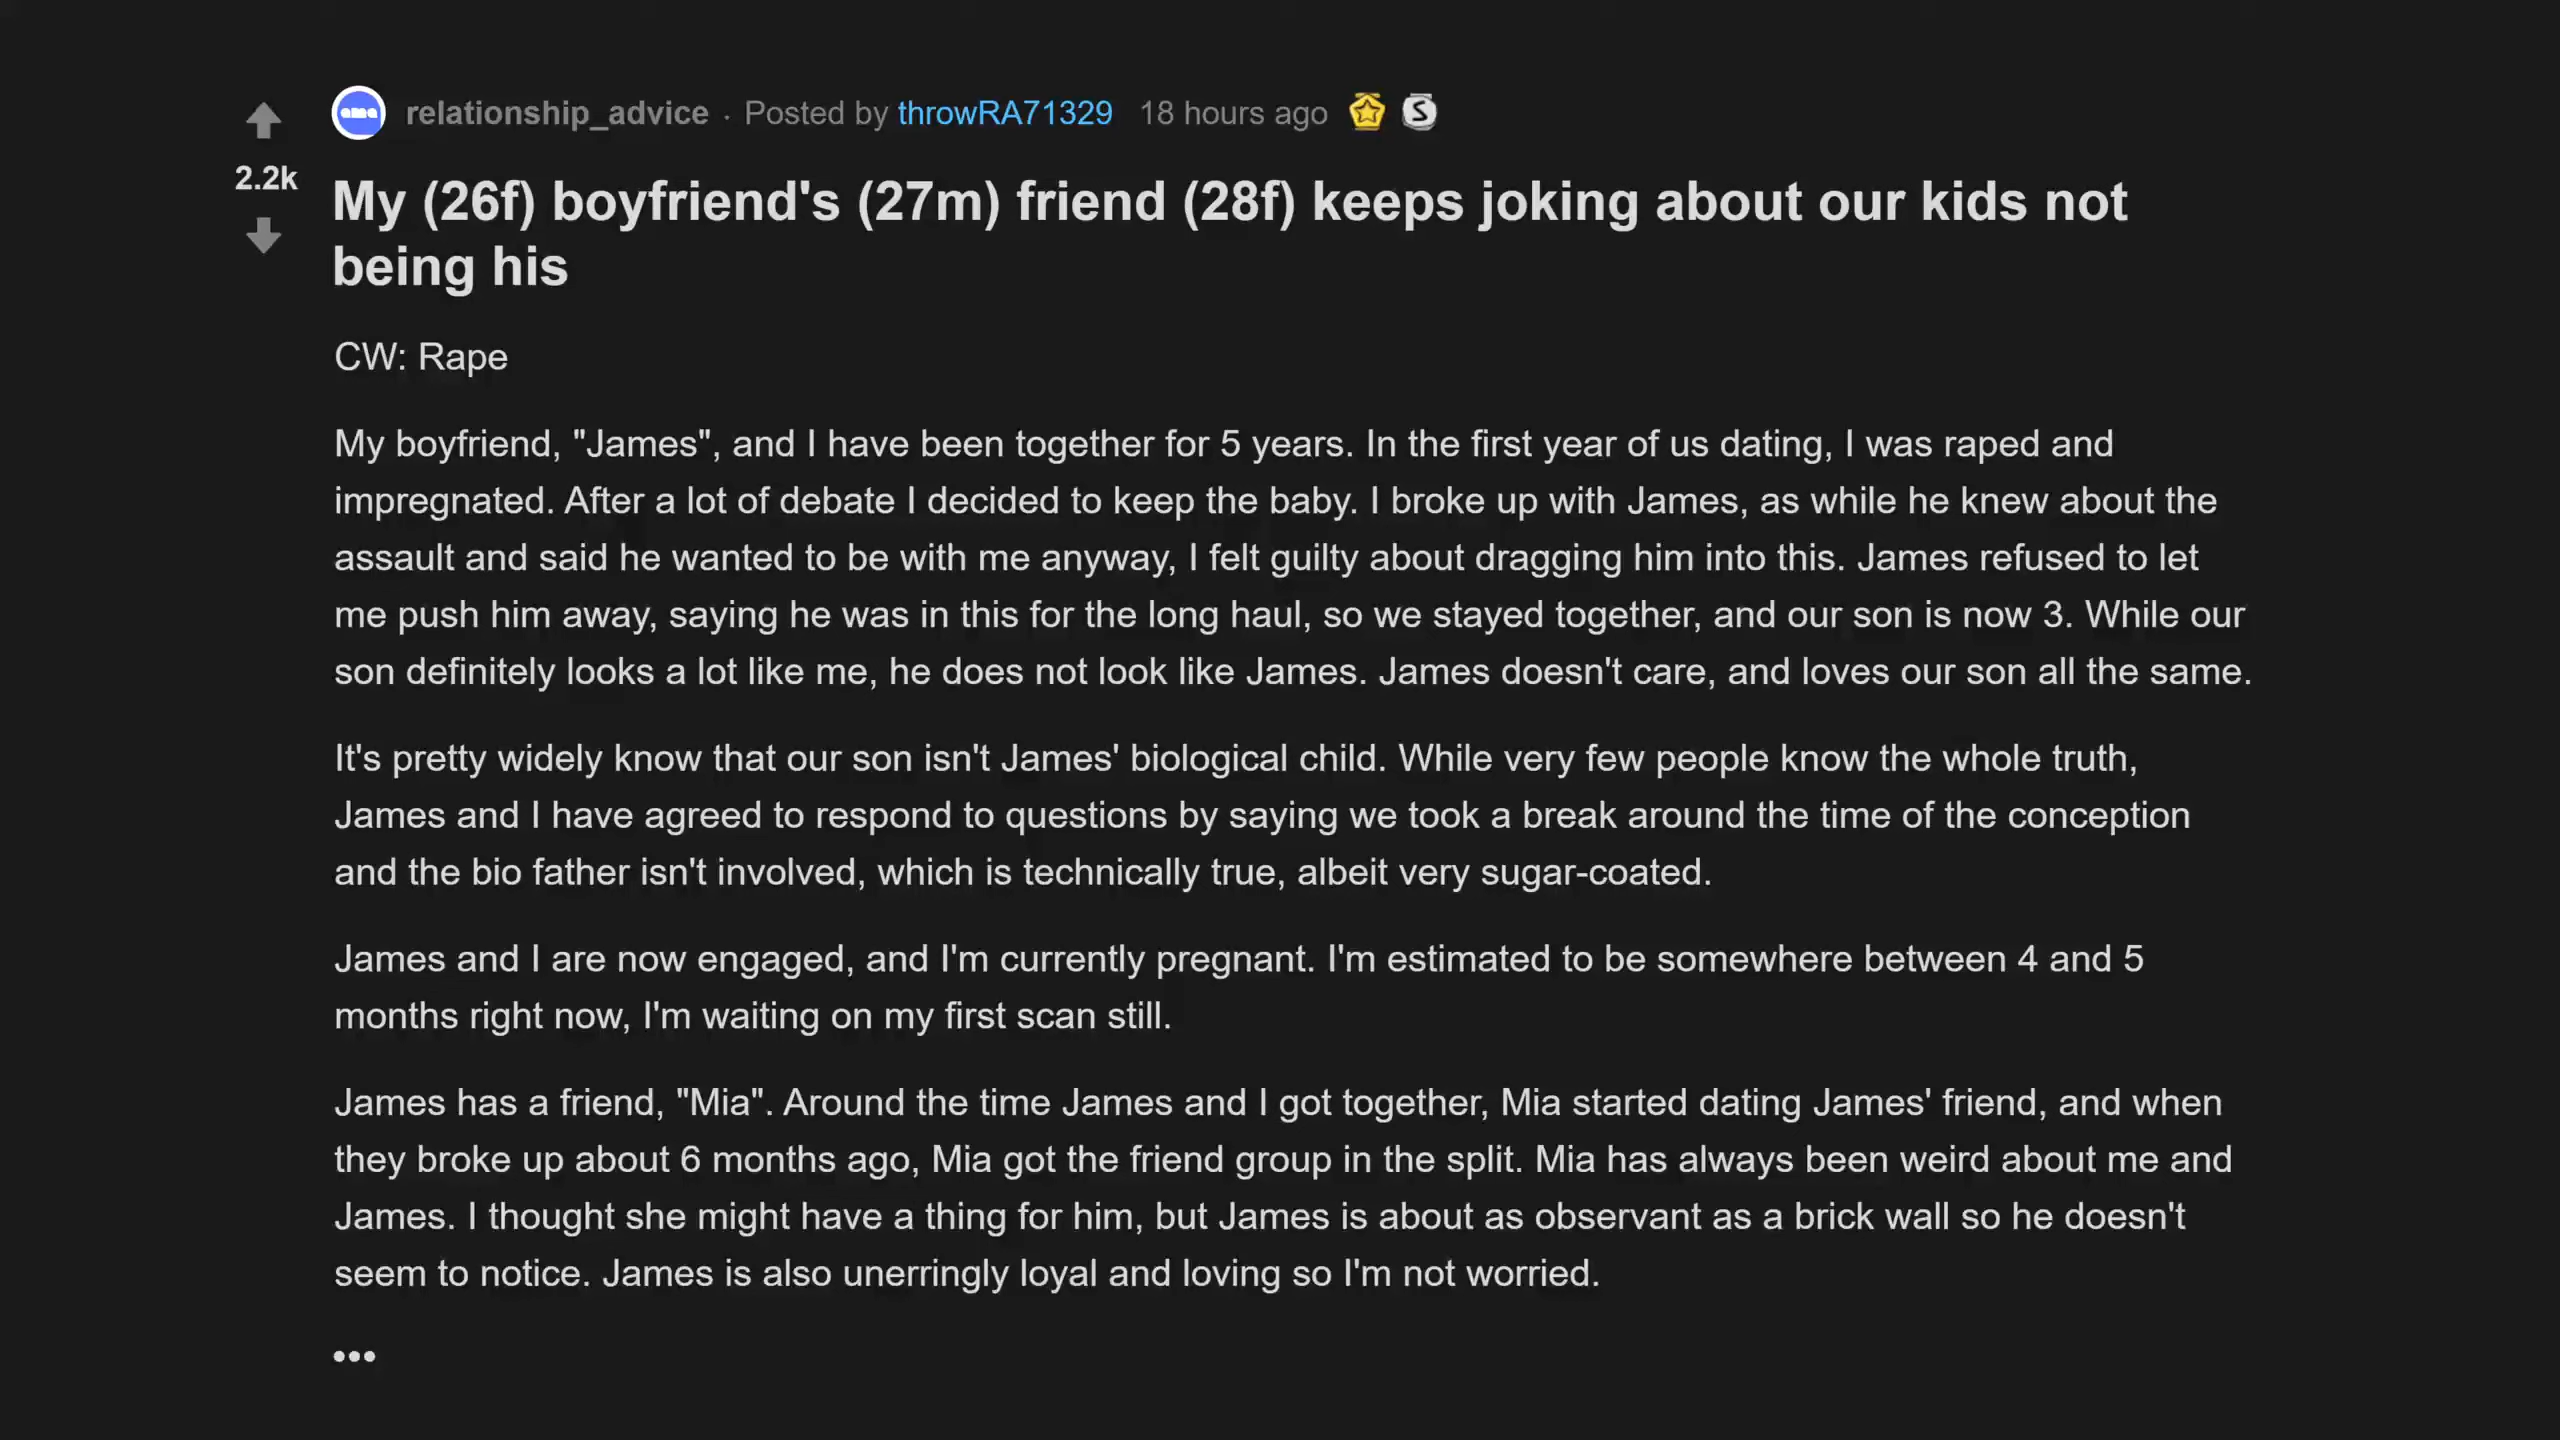 relationship_advice · Posted by throwRA71329 18 hours ago
2.2k
My (26f) boyfriend's (27m) friend (28f) keeps joking about our kids not
being his
CW: Rape
My boyfriend, "James", and I have been together for 5 years. In the first year of us dating, I was raped and
impregnated. After a lot of debate I decided to keep the baby. I broke up with James, as while he knew about the
assault and said he wanted to be with me anyway, I felt guilty about dragging him into this. James refused to let
me push him away, saying he was in this for the long haul, so we stayed together, and our son is now 3. While our
son definitely looks a lot like me, he does not look like James. James doesn't care, and loves our son all the same.
It's pretty widely know that our son isn't James' biological child. While very few people know the whole truth,
James and I have agreed to respond to questions by saying we took a break around the time of the conception
and the bio father isn't involved, which is technically true, albeit very sugar-coated.
James and I are now engaged, and I'm currently pregnant. I'm estimated to be somewhere between 4 and 5
months right now, I'm waiting on my first scan still.
James has a friend, "Mia". Around the time James and I got together, Mia started dating James' friend, and when
they broke up about 6 months ago, Mia got the friend group in the split. Mia has always been weird about me and
James. I thought she might have a thing for him, but James is about as observant as a brick wall so he doesn't
seem to notice. James is also unerringly loyal and loving so I'm not worried.
•••